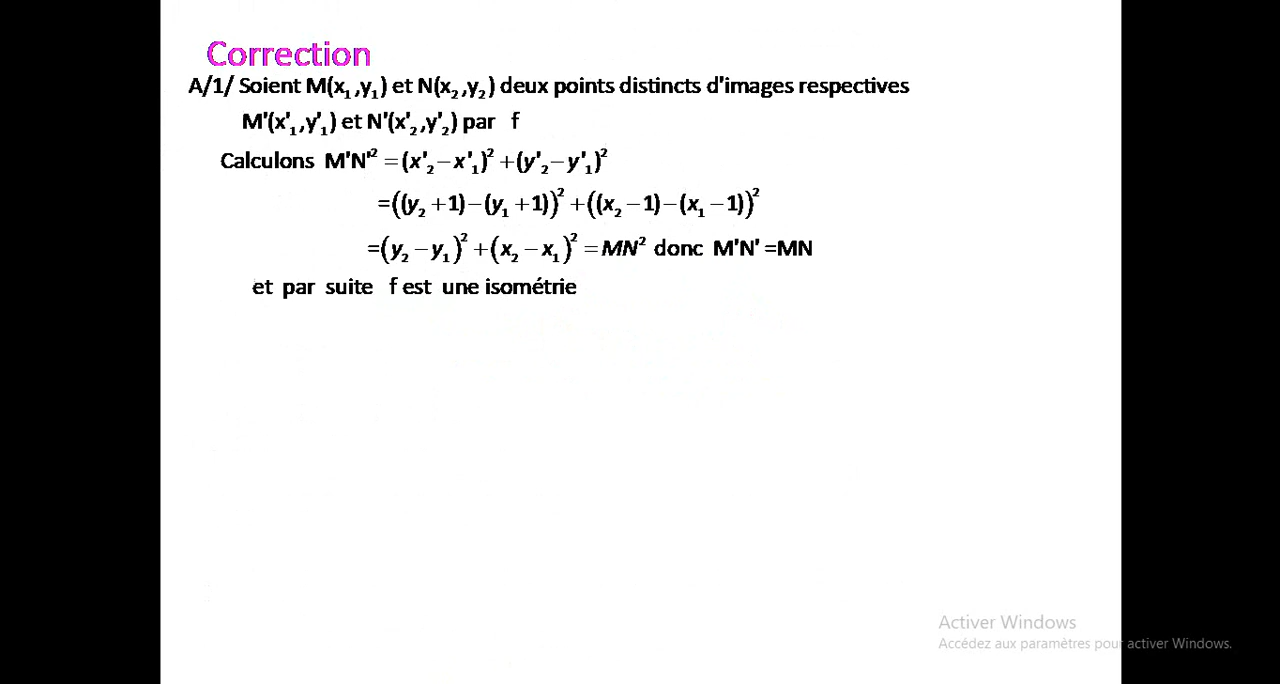 Correction
A/1/ Soient M(x₁,y₁) et N(x₂,y₂) deux points distincts d'images respectives
M'(x'₁,y'₁) et N'(x'₂,y'₂) par f
Calculons M'N'² =(x'₂−x'₁)² +(y'₂−y'₁)²
=((y₂+1)−(y₁+1))² +((x₂−1)−(x₁−1))²
=(y₂−y₁)² +(x₂−x₁)² =MN² donc M'N' =MN
et par suite f est une isométrie
Activer Windows
Accédez aux paramètres pour activer Windows.